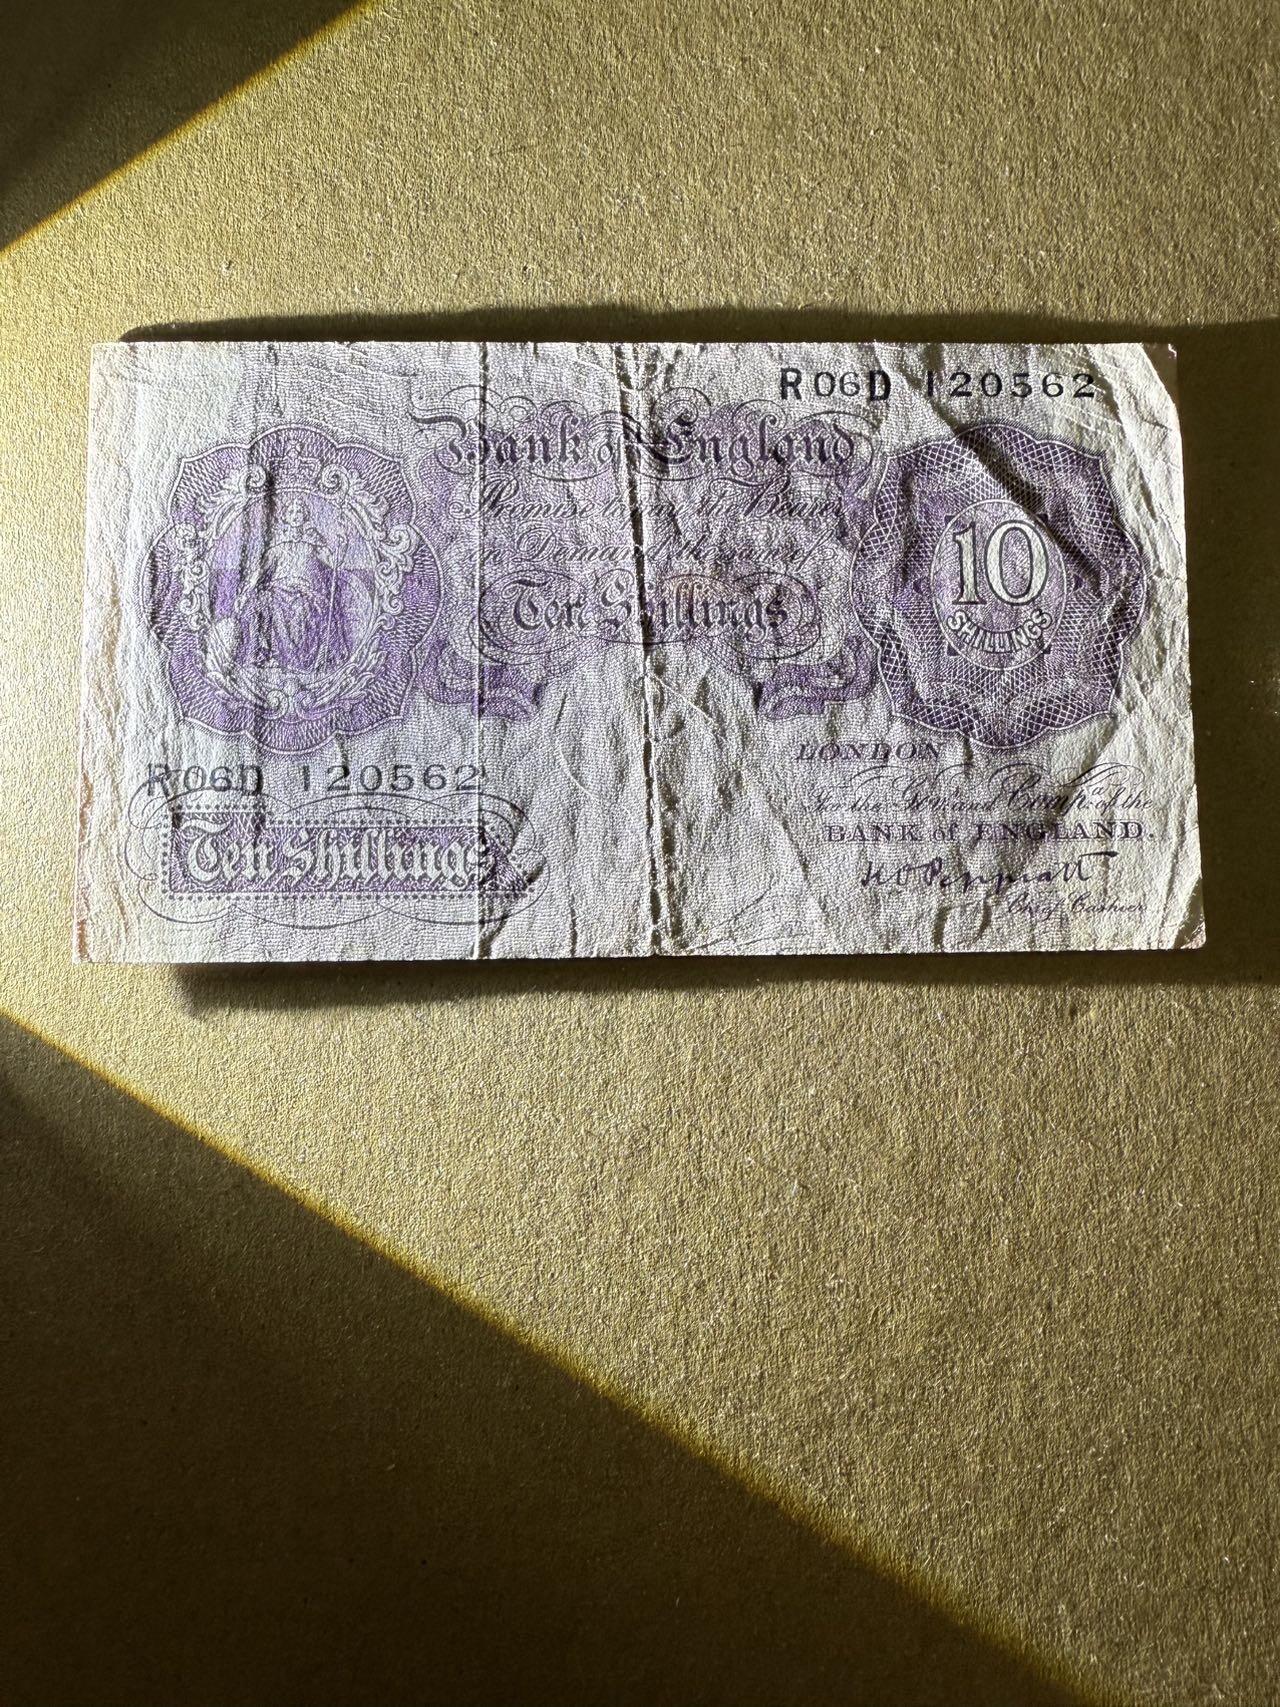 R06D 120562
Bank of England
Promise to pay the Bearer
on Demand the sum of
Ten Shillings
10
SHILLINGS
LONDON
For the Govr. and Compa. of the
BANK of ENGLAND.
K O Peppiatt
Chief Cashier
R06D 120562
Ten Shillings